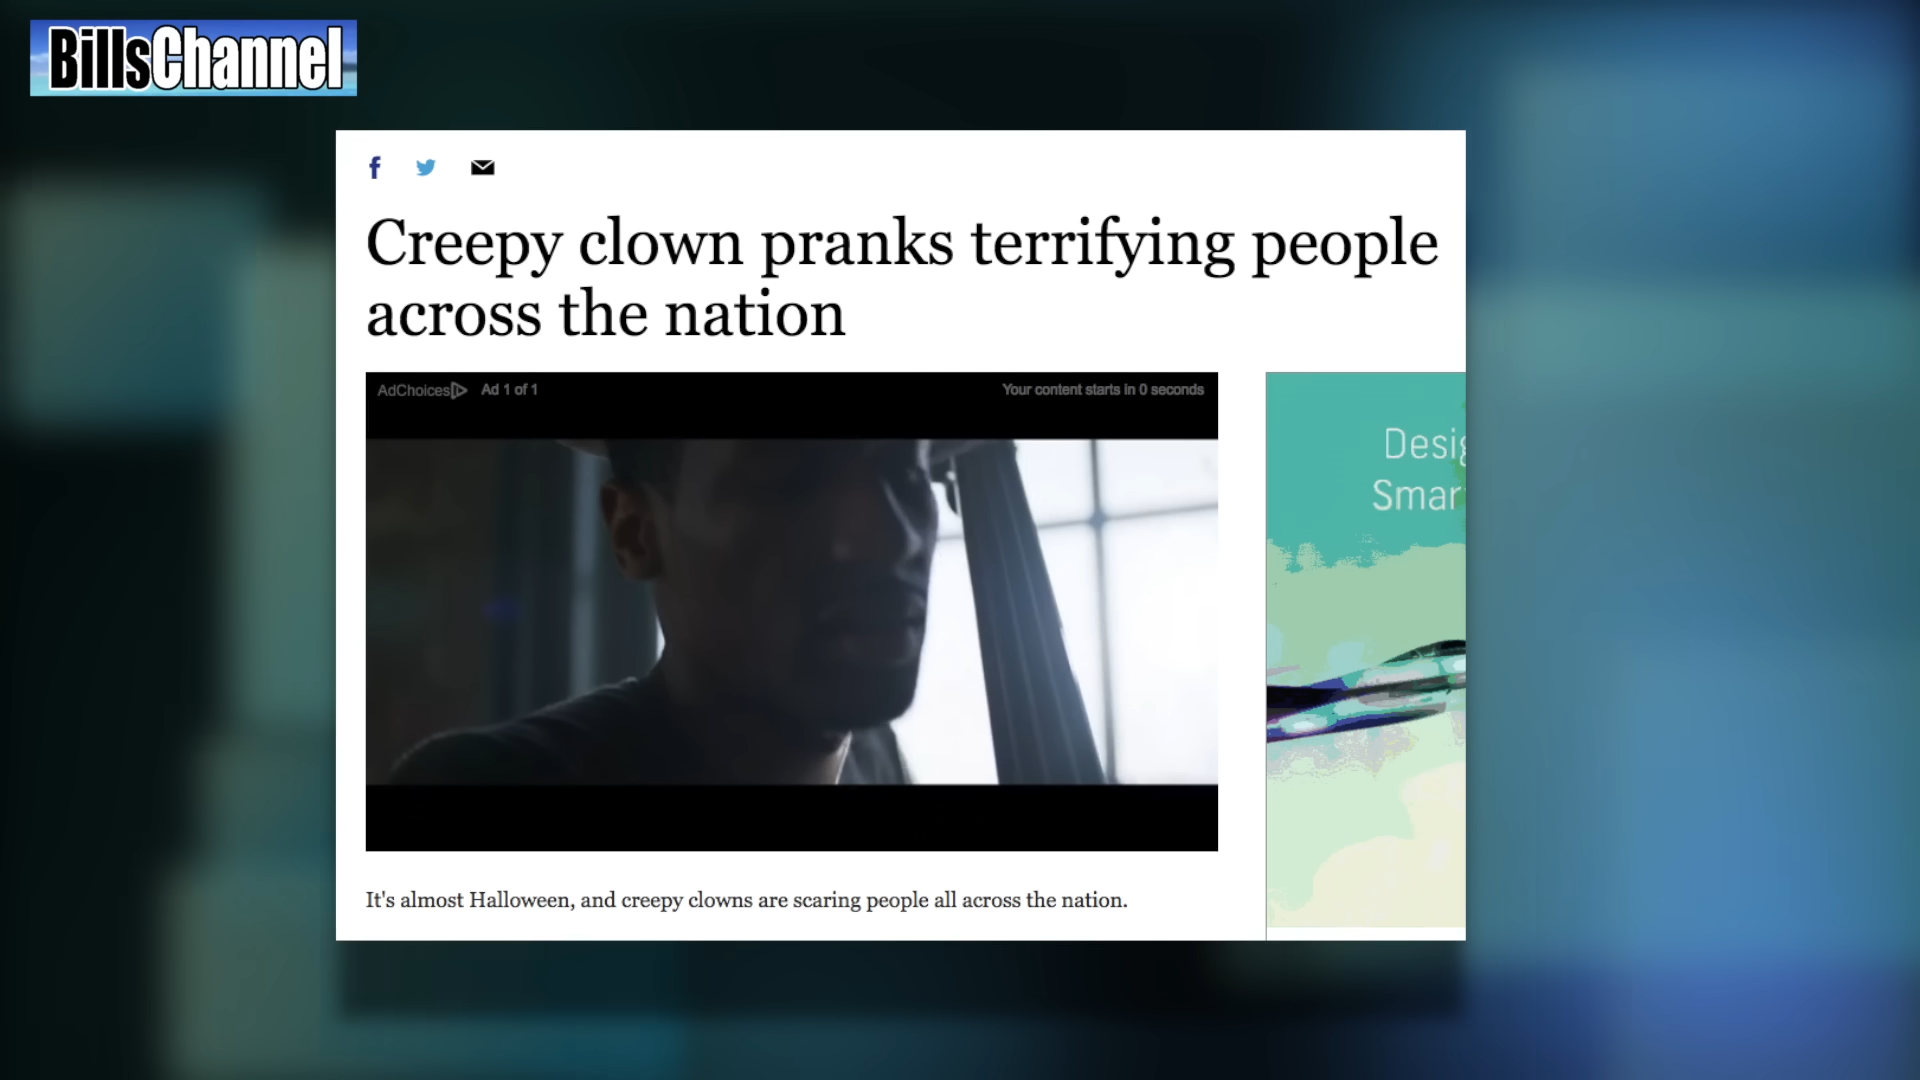 BillsChannel
f
Creepy clown pranks terrifying people
across the nation
AdChoices Ad 1 of 1
Your content starts in 0 seconds
It's almost Halloween, and creepy clowns are scaring people all across the nation.